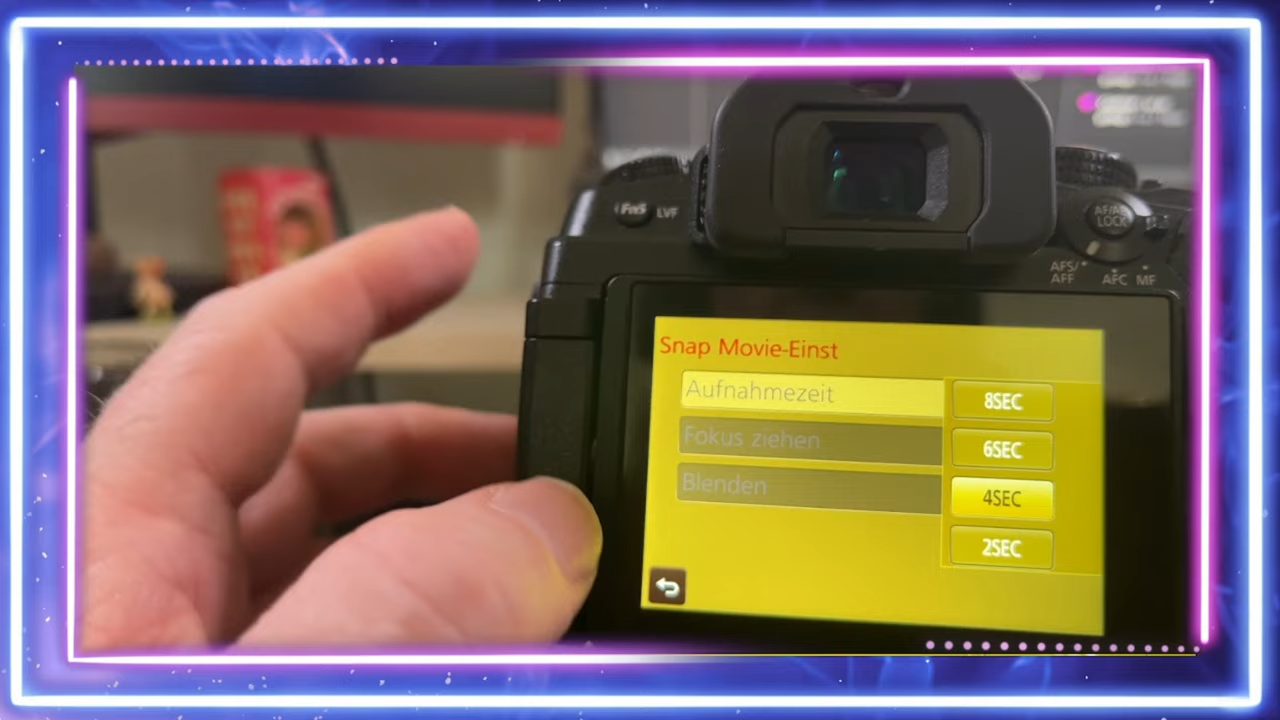 Fn5 LVF
AF/AE
LOCK
AFS/
AFF
AFC MF
Snap Movie-Einst
Aufnahmezeit
Fokus ziehen
Blenden
8SEC
6SEC
4SEC
2SEC